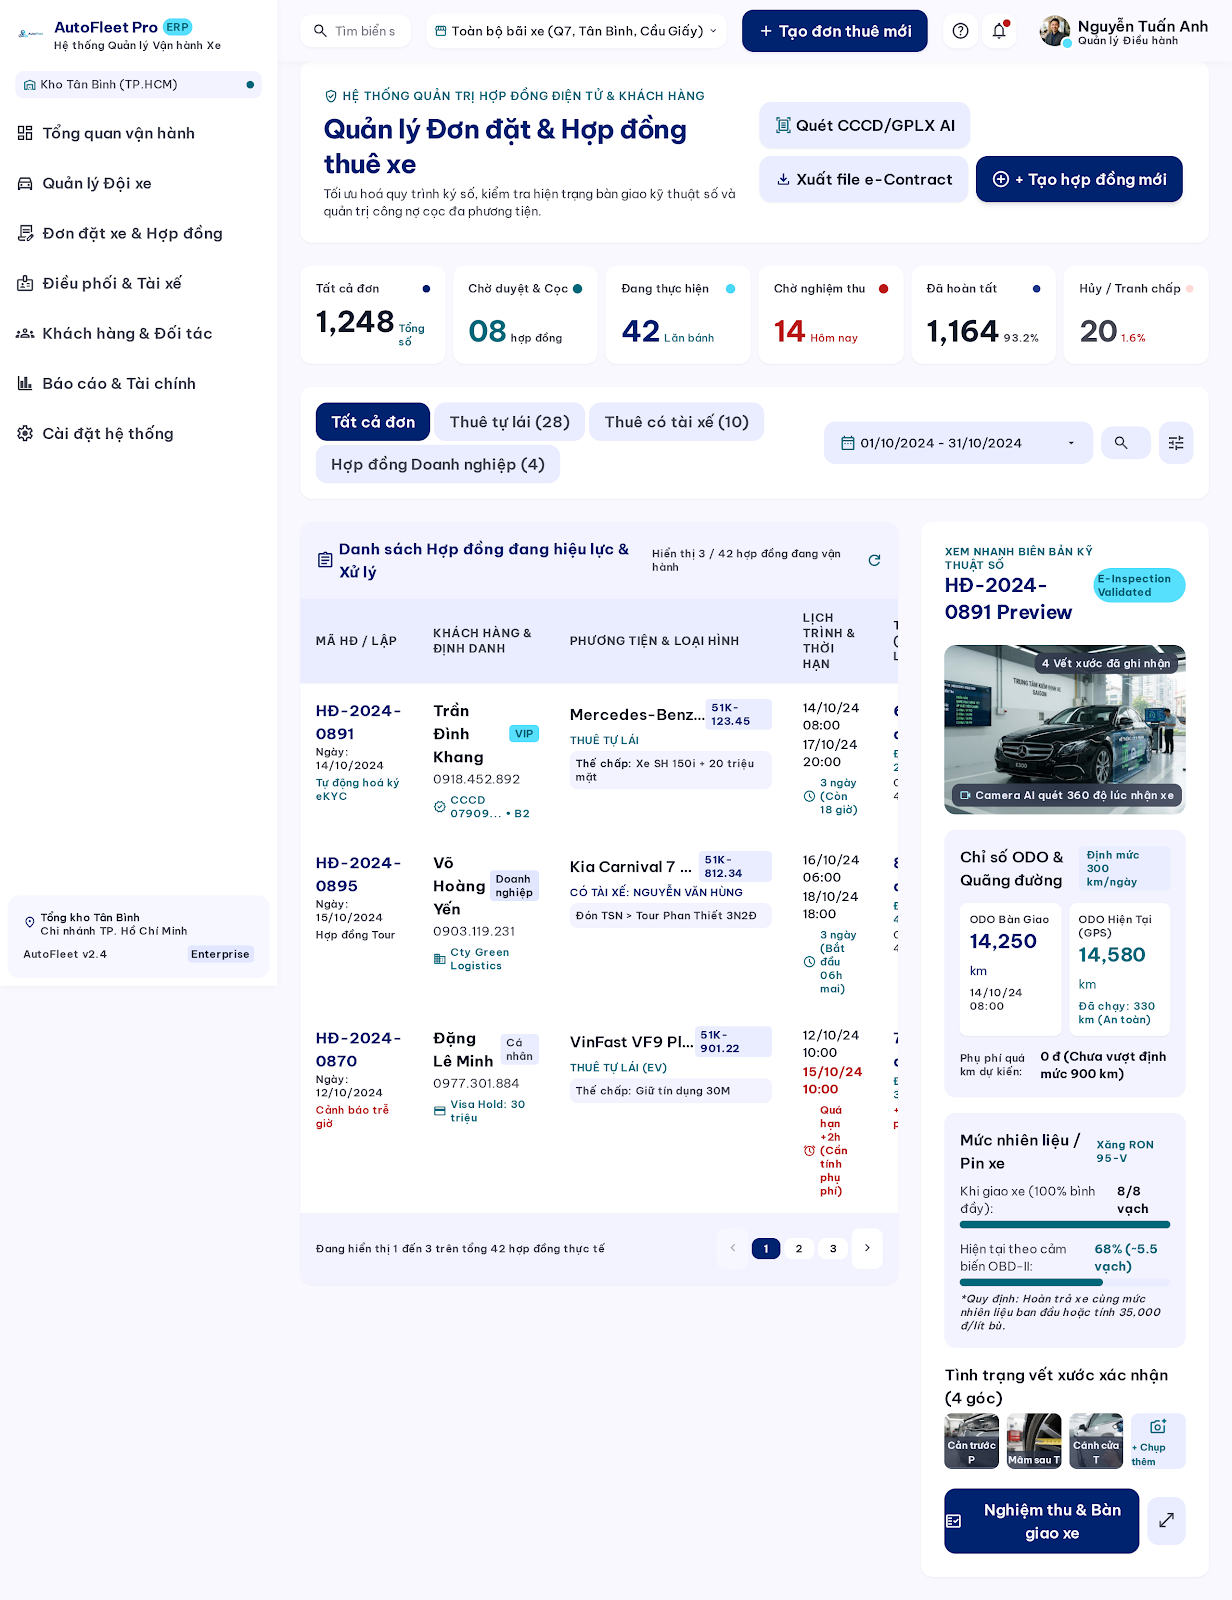 AutoFleet Pro ERP
Hệ thống Quản lý Vận hành Xe
Kho Tân Bình (TP.HCM)
Tổng quan vận hành
Quản lý Đội xe
Đơn đặt xe & Hợp đồng
Điều phối & Tài xế
Khách hàng & Đối tác
Báo cáo & Tài chính
Cài đặt hệ thống
Tổng kho Tân Bình
Chi nhánh TP. Hồ Chí Minh
AutoFleet v2.4 Enterprise
Tìm biển s
Toàn bộ bãi xe (Q7, Tân Bình, Cầu Giấy)
Tạo đơn thuê mới
Nguyễn Tuấn Anh
Quản lý Điều hành
HỆ THỐNG QUẢN TRỊ HỢP ĐỒNG ĐIỆN TỬ & KHÁCH HÀNG
Quản lý Đơn đặt & Hợp đồng
thuê xe
Tối ưu hoá quy trình ký số, kiểm tra hiện trạng bàn giao kỹ thuật số và
quản trị công nợ cọc đa phương tiện.
Quét CCCD/GPLX AI
Xuất file e-Contract
+ Tạo hợp đồng mới
Tất cả đơn
1,248 Tổng
số
Chờ duyệt & Cọc
08 hợp đồng
Đang thực hiện
42 Lăn bánh
Chờ nghiệm thu
14 Hôm nay
Đã hoàn tất
1,164 93.2%
Hủy / Tranh chấp
20 1.6%
Tất cả đơn
Thuê tự lái (28)
Thuê có tài xế (10)
Hợp đồng Doanh nghiệp (4)
01/10/2024 - 31/10/2024
Danh sách Hợp đồng đang hiệu lực &
Xử lý
Hiển thị 3 / 42 hợp đồng đang vận
hành
MÃ HĐ / LẬP
KHÁCH HÀNG &
ĐỊNH DANH
PHƯƠNG TIỆN & LOẠI HÌNH
LỊCH
TRÌNH &
THỜI
HẠN
HĐ-2024-
0891
Ngày:
14/10/2024
Tự động hoá ký
eKYC
Trần
Đình
Khang
VIP
0918.452.892
CCCD
07909... • B2
Mercedes-Benz...
51K-
123.45
THUÊ TỰ LÁI
Thế chấp: Xe SH 150i + 20 triệu
mặt
14/10/24
08:00
17/10/24
20:00
3 ngày
(Còn
18 giờ)
HĐ-2024-
0895
Ngày:
15/10/2024
Hợp đồng Tour
Võ
Hoàng
Yến
Doanh
nghiệp
0903.119.231
Cty Green
Logistics
Kia Carnival 7 ...
51K-
812.34
CÓ TÀI XẾ: NGUYỄN VĂN HÙNG
Đón TSN > Tour Phan Thiết 3N2Đ
16/10/24
06:00
18/10/24
18:00
3 ngày
(Bắt
đầu
06h
mai)
HĐ-2024-
0870
Ngày:
12/10/2024
Cảnh báo trễ
giờ
Đặng
Lê Minh
Cá
nhân
0977.301.884
Visa Hold: 30
triệu
VinFast VF9 Pl...
51K-
901.22
THUÊ TỰ LÁI (EV)
Thế chấp: Giữ tín dụng 30M
12/10/24
10:00
15/10/24
10:00
Quá
hạn
+2h
(Cần
tính
phụ
phí)
Đang hiển thị 1 đến 3 trên tổng 42 hợp đồng thực tế
1 2 3
XEM NHANH BIÊN BẢN KỸ
THUẬT SỐ
HĐ-2024-
0891 Preview
E-Inspection
Validated
4 Vết xước đã ghi nhận
TRUNG TÂM KIỂM ĐỊNH XE
SAIGON
Camera AI quét 360 độ lúc nhận xe
Chỉ số ODO &
Quãng đường
Định mức
300
km/ngày
ODO Bàn Giao
14,250
km
14/10/24
08:00
ODO Hiện Tại
(GPS)
14,580
km
Đã chạy: 330
km (An toàn)
Phụ phí quá
km dự kiến:
0 đ (Chưa vượt định
mức 900 km)
Mức nhiên liệu /
Pin xe
Xăng RON
95-V
Khi giao xe (100% bình
đầy):
8/8
vạch
Hiện tại theo cảm
biến OBD-II:
68% (~5.5
vạch)
*Quy định: Hoàn trả xe cùng mức
nhiên liệu ban đầu hoặc tính 35,000
đ/lít bù.
Tình trạng vết xước xác nhận
(4 góc)
Cản trước
P
Mâm sau T
Cánh cửa
T
+ Chụp
thêm
Nghiệm thu & Bàn
giao xe